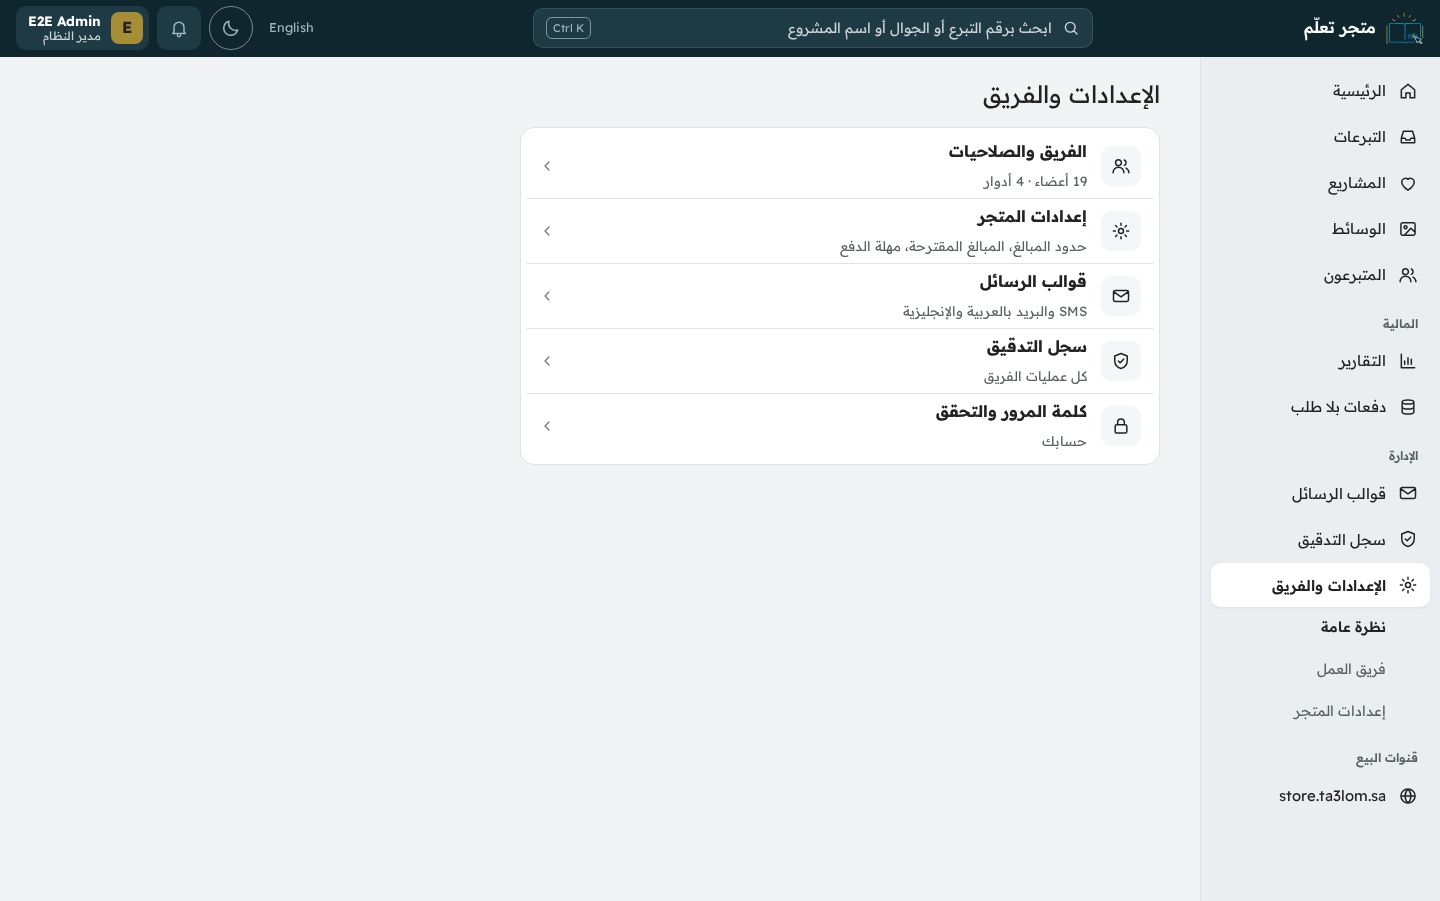 متجر تعلّم
ابحث برقم التبرع أو الجوال أو اسم المشروع
Ctrl K
English
E
E2E Admin
مدير النظام
الرئيسية
التبرعات
المشاريع
الوسائط
المتبرعون
المالية
التقارير
دفعات بلا طلب
الإدارة
قوالب الرسائل
سجل التدقيق
الإعدادات والفريق
نظرة عامة
فريق العمل
إعدادات المتجر
قنوات البيع
store.ta3lom.sa
الإعدادات والفريق
الفريق والصلاحيات
19 أعضاء · 4 أدوار
إعدادات المتجر
حدود المبالغ، المبالغ المقترحة، مهلة الدفع
قوالب الرسائل
SMS والبريد بالعربية والإنجليزية
سجل التدقيق
كل عمليات الفريق
كلمة المرور والتحقق
حسابك